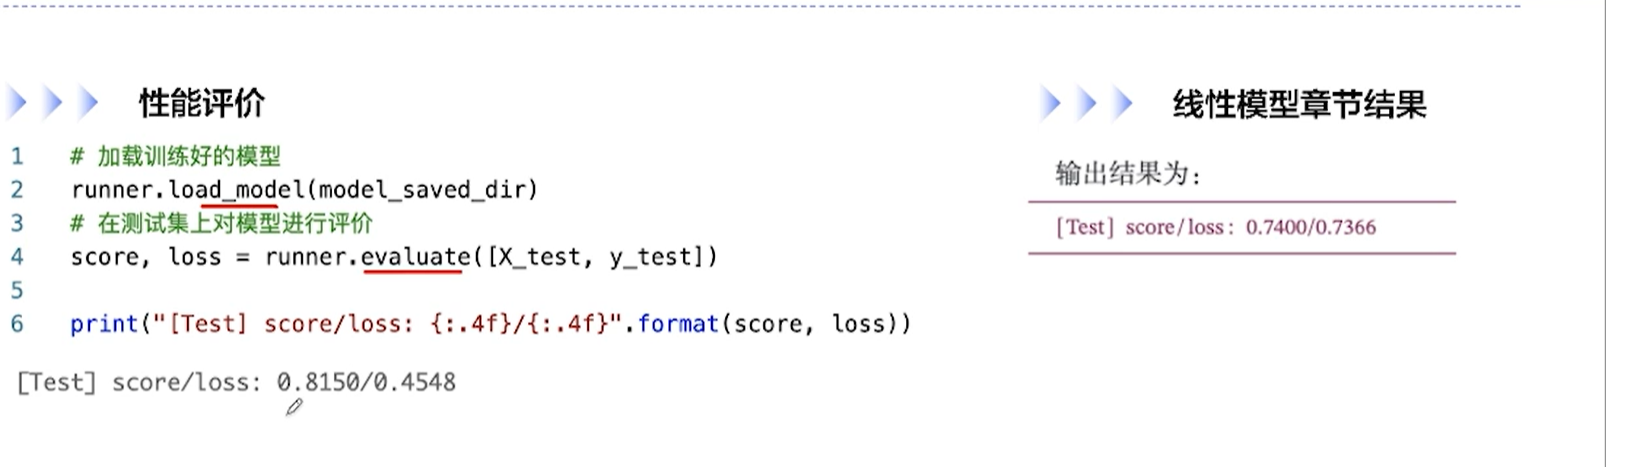 性能评价
1 # 加载训练好的模型
2 runner.load_model(model_saved_dir)
3 # 在测试集上对模型进行评价
4 score, loss = runner.evaluate([X_test, y_test])
5
6 print("[Test] score/loss: {:.4f}/{:.4f}".format(score, loss))
[Test] score/loss: 0.8150/0.4548
线性模型章节结果
输出结果为：
[Test] score/loss: 0.7400/0.7366